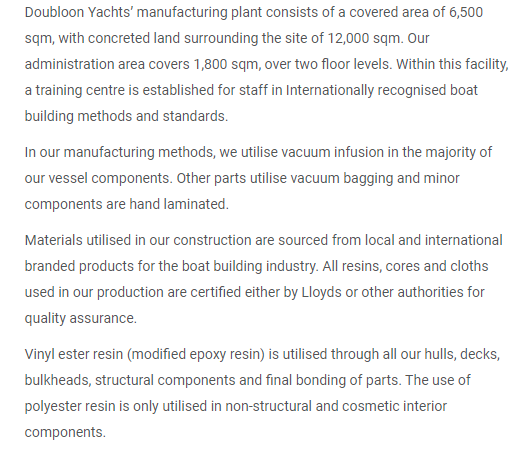 Doubloon Yachts’ manufacturing plant consists of a covered area of 6,500
sqm, with concreted land surrounding the site of 12,000 sqm. Our
administration area covers 1,800 sqm, over two floor levels. Within this facility,
a training centre is established for staff in Internationally recognised boat
building methods and standards.
In our manufacturing methods, we utilise vacuum infusion in the majority of
our vessel components. Other parts utilise vacuum bagging and minor
components are hand laminated.
Materials utilised in our construction are sourced from local and international
branded products for the boat building industry. All resins, cores and cloths
used in our production are certified either by Lloyds or other authorities for
quality assurance.
Vinyl ester resin (modified epoxy resin) is utilised through all our hulls, decks,
bulkheads, structural components and final bonding of parts. The use of
polyester resin is only utilised in non-structural and cosmetic interior
components.